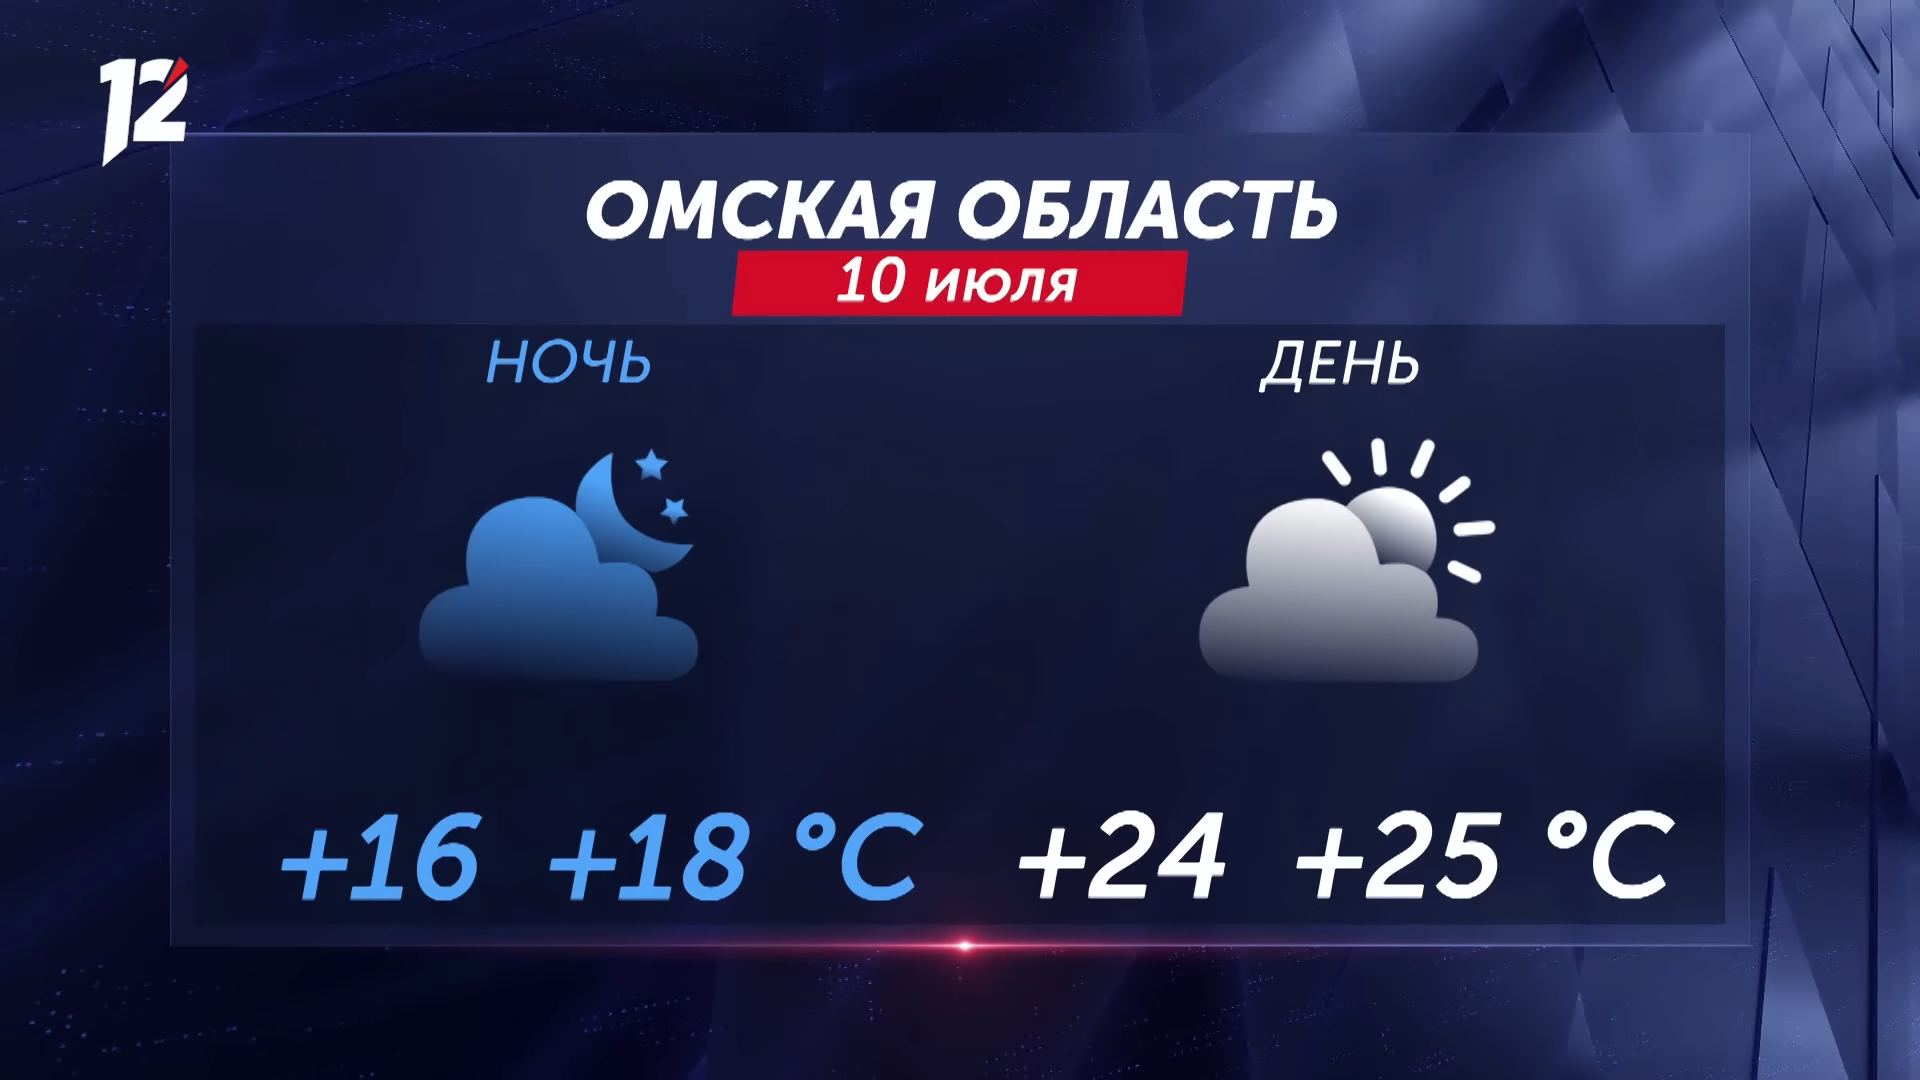 12
ОМСКАЯ ОБЛАСТЬ
10 июля
НОЧЬ
ДЕНЬ
+16 +18 °C
+24 +25 °C